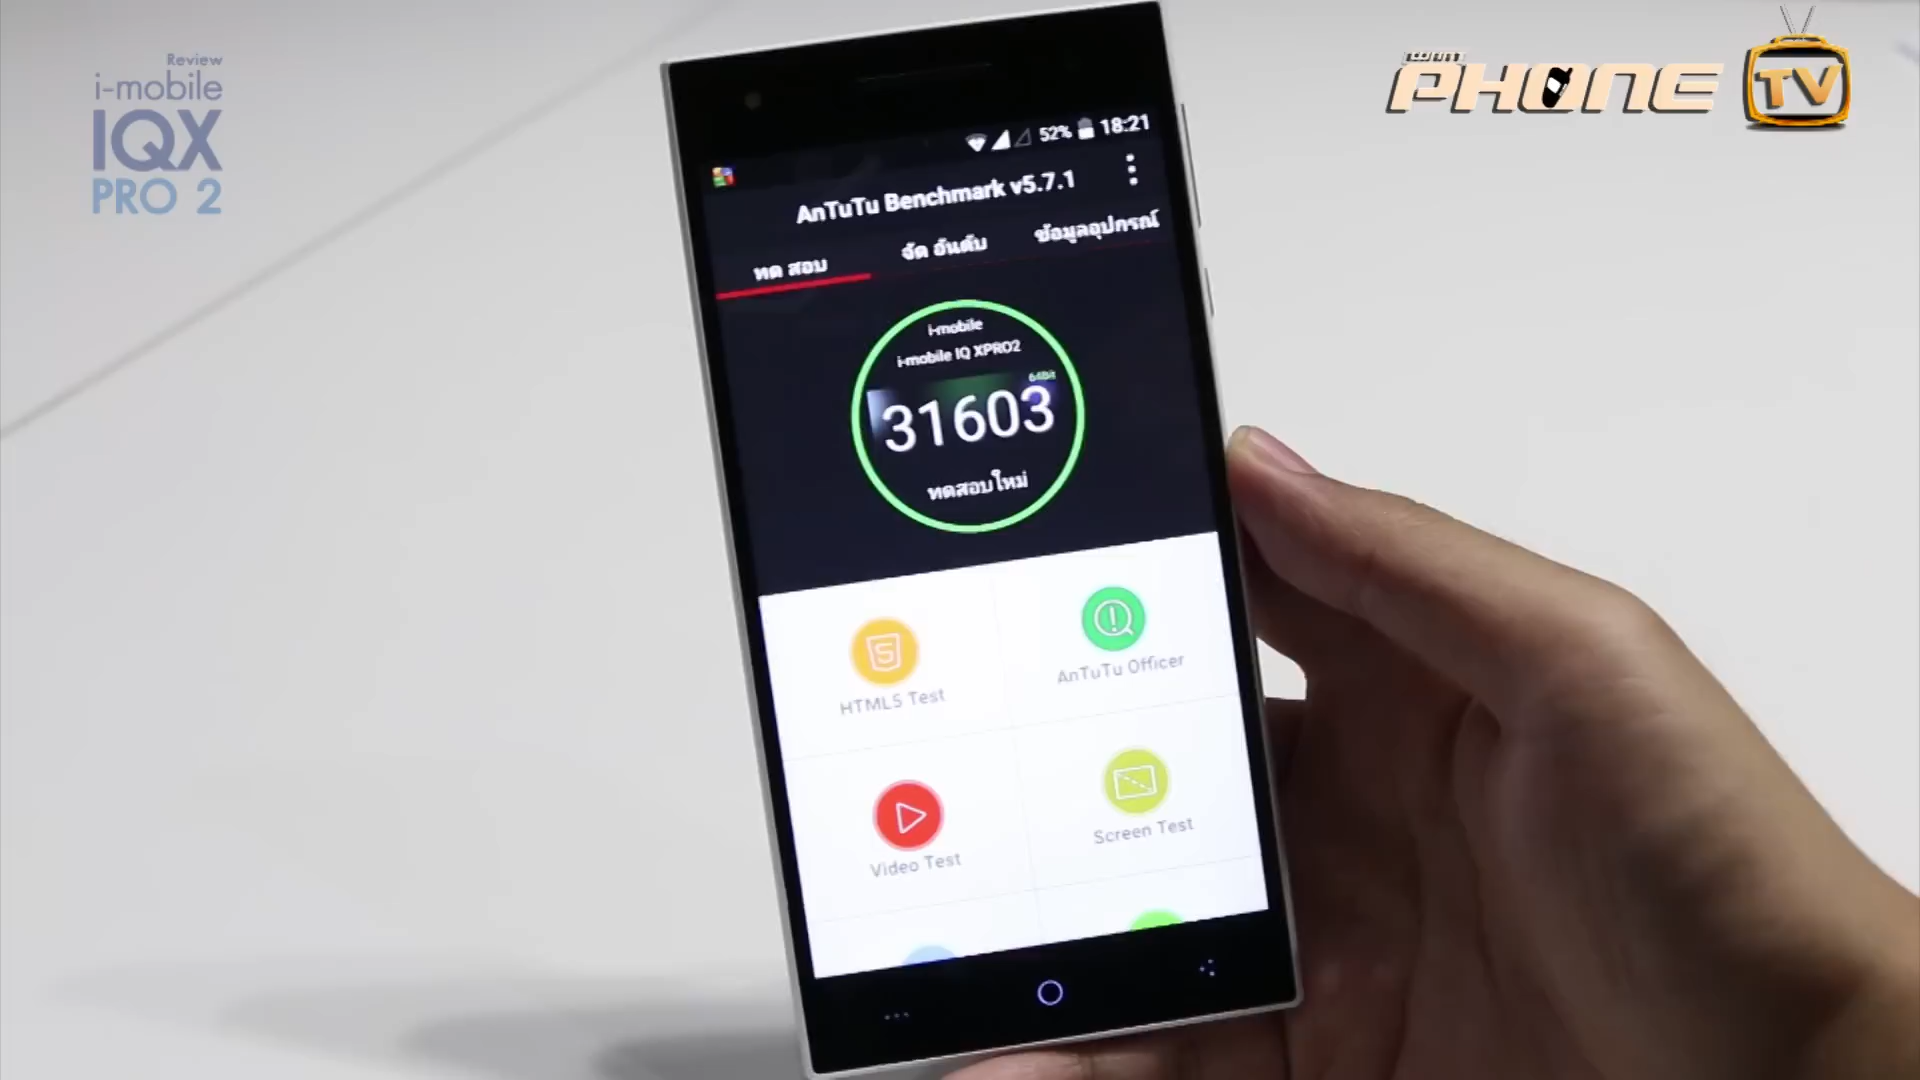 Review
i-mobile
IQX
PRO 2
iWANT
PHONE TV
52% 18:21
AnTuTu Benchmark v5.7.1
ทด สอบ จัด อันดับ ข้อมูลอุปกรณ์
i-mobile
i-mobile IQ XPRO2
64Bit
31603
ทดสอบใหม่
HTML5 Test AnTuTu Officer
Video Test Screen Test